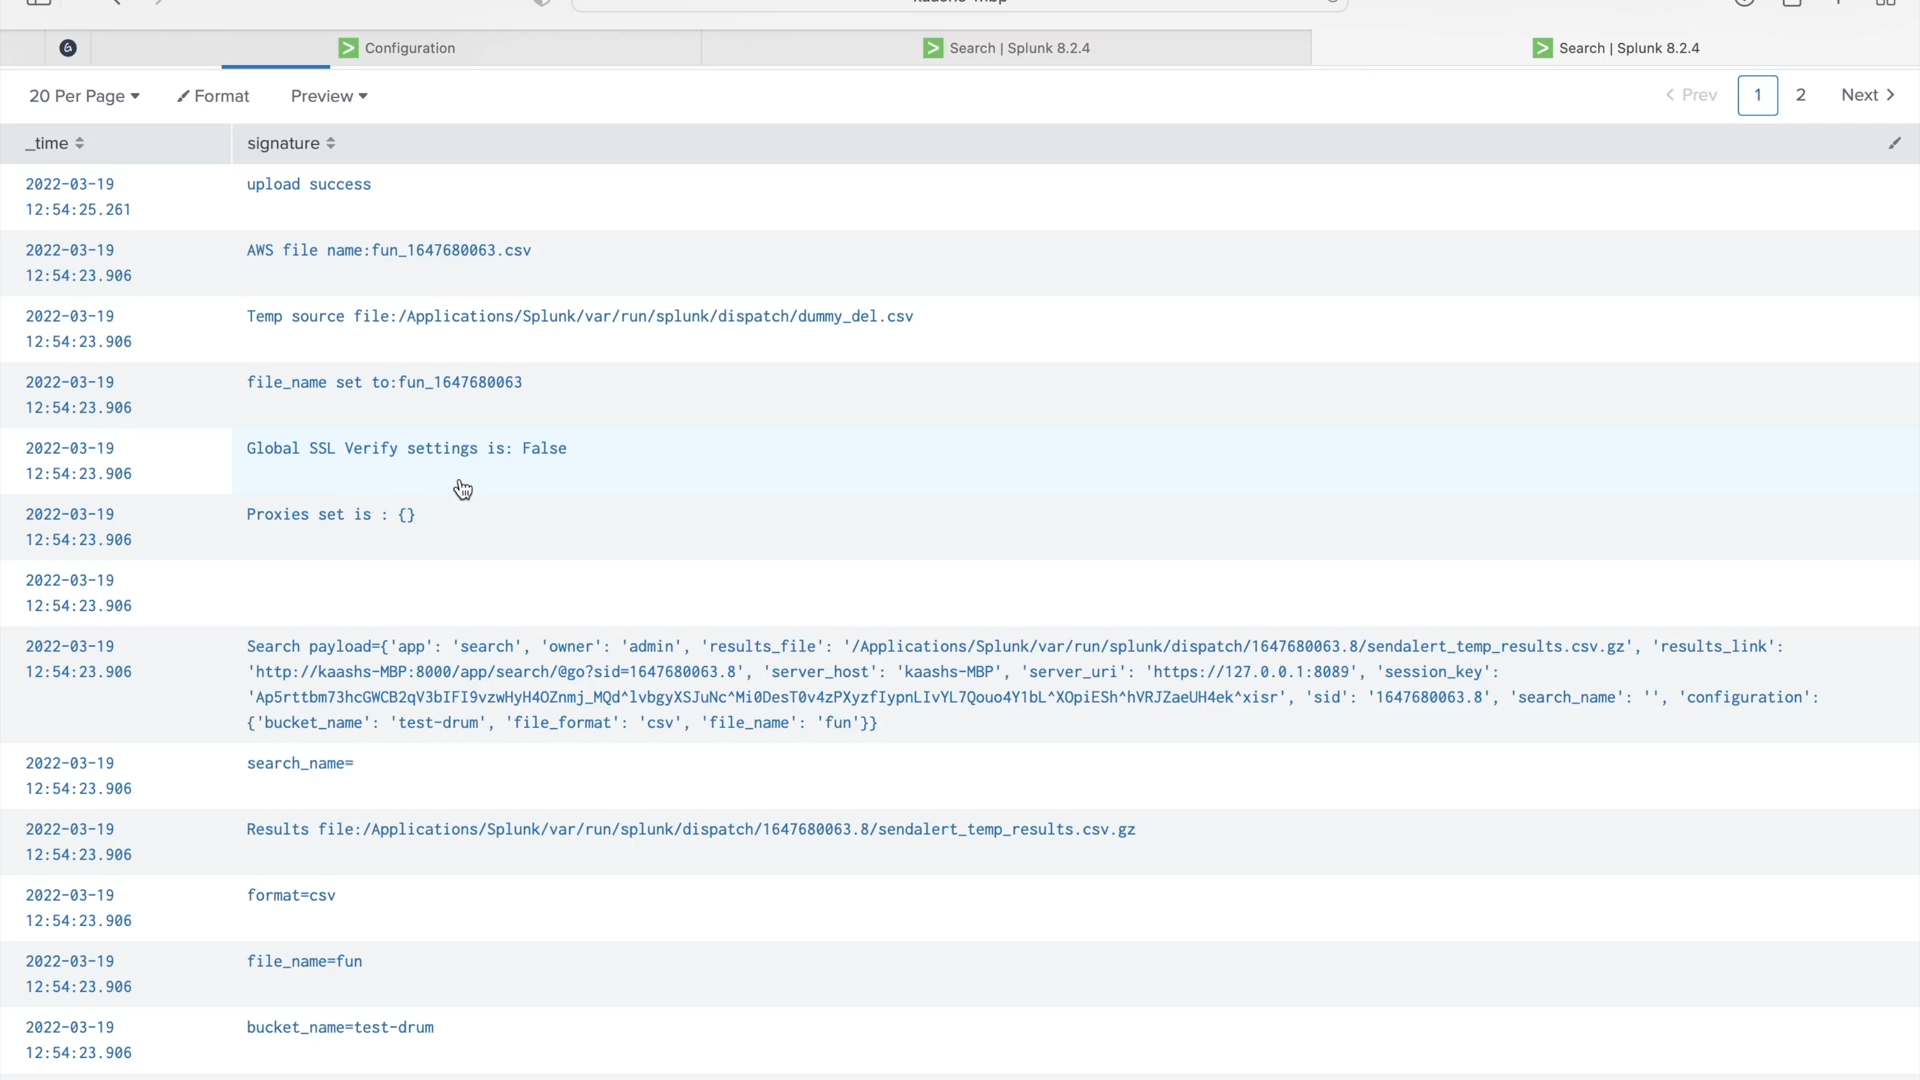 Configuration
Search | Splunk 8.2.4
Search | Splunk 8.2.4
20 Per Page
Format
Preview
Prev
1
2
Next
_time
signature
2022-03-19
12:54:25.261
upload success
2022-03-19
12:54:23.906
AWS file name:fun_1647680063.csv
2022-03-19
12:54:23.906
Temp source file:/Applications/Splunk/var/run/splunk/dispatch/dummy_del.csv
2022-03-19
12:54:23.906
file_name set to:fun_1647680063
2022-03-19
12:54:23.906
Global SSL Verify settings is: False
2022-03-19
12:54:23.906
Proxies set is : {}
2022-03-19
12:54:23.906
2022-03-19
12:54:23.906
Search payload={'app': 'search', 'owner': 'admin', 'results_file': '/Applications/Splunk/var/run/splunk/dispatch/1647680063.8/sendalert_temp_results.csv.gz', 'results_link':
'http://kaashs-MBP:8000/app/search/@go?sid=1647680063.8', 'server_host': 'kaashs-MBP', 'server_uri': 'https://127.0.0.1:8089', 'session_key':
'Ap5rttbm73hcGWCB2qV3bIFI9vzwHyH4OZnmj_MQd^lvbgyXSJuNc^Mi0DesT0v4zPXyzfIypnLIvYL7Qouo4Y1bL^XOpiESh^hVRJZaeUH4ek^xisr', 'sid': '1647680063.8', 'search_name': '', 'configuration':
{'bucket_name': 'test-drum', 'file_format': 'csv', 'file_name': 'fun'}}
2022-03-19
12:54:23.906
search_name=
2022-03-19
12:54:23.906
Results file:/Applications/Splunk/var/run/splunk/dispatch/1647680063.8/sendalert_temp_results.csv.gz
2022-03-19
12:54:23.906
format=csv
2022-03-19
12:54:23.906
file_name=fun
2022-03-19
12:54:23.906
bucket_name=test-drum